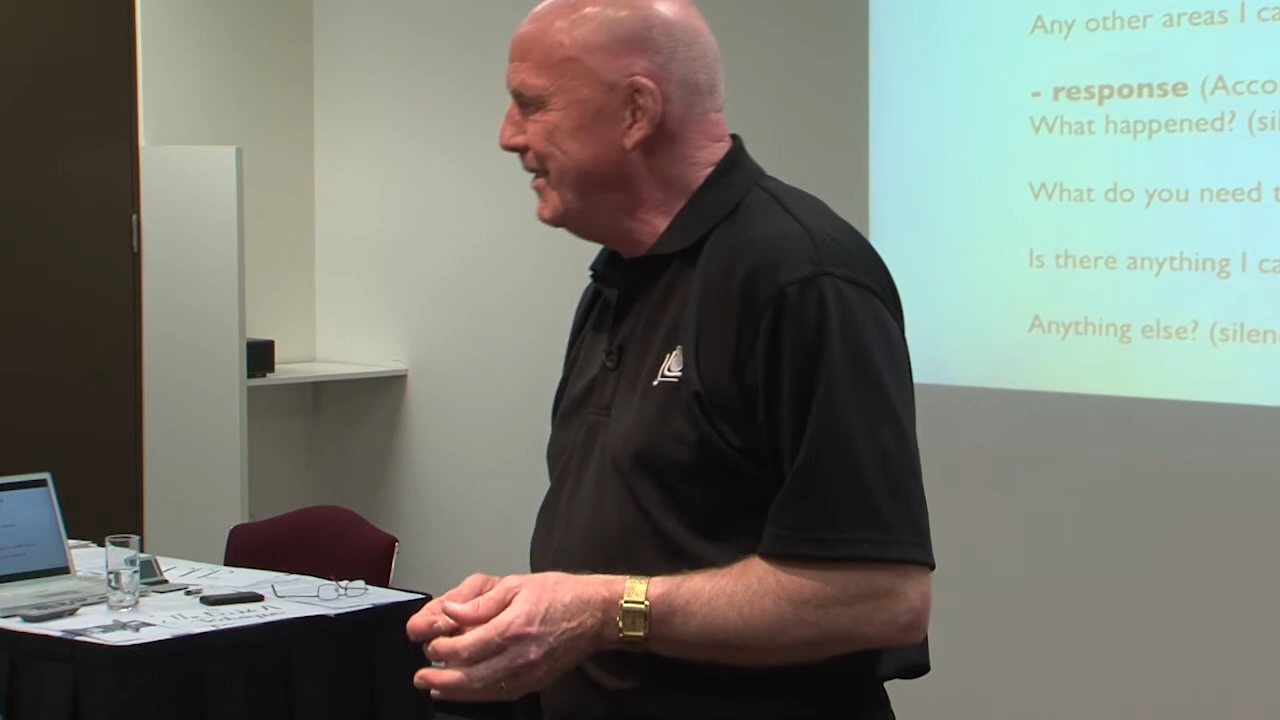 Any other areas I ca
- response (Acco
What happened? (sil
What do you need t
Is there anything I ca
Anything else? (silen